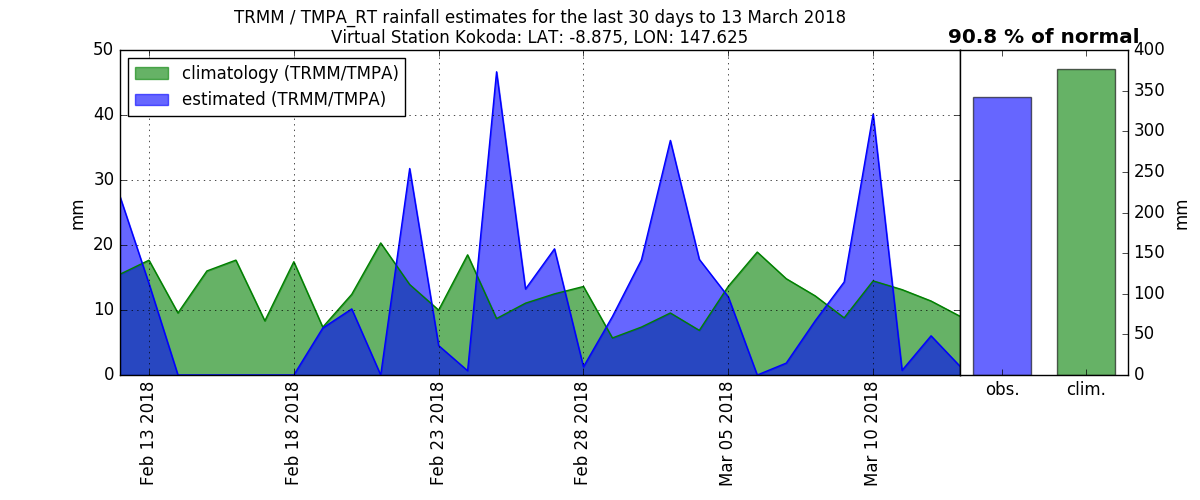 TRMM / TMPA_RT rainfall estimates for the last 30 days to 13 March 2018
Virtual Station Kokoda: LAT: -8.875, LON: 147.625
90.8 % of normal
climatology (TRMM/TMPA)
estimated (TRMM/TMPA)
50
40
30
20
10
0
mm
Feb 13 2018
Feb 18 2018
Feb 23 2018
Feb 28 2018
Mar 05 2018
Mar 10 2018
400
350
300
250
200
150
100
50
0
mm
obs.
clim.